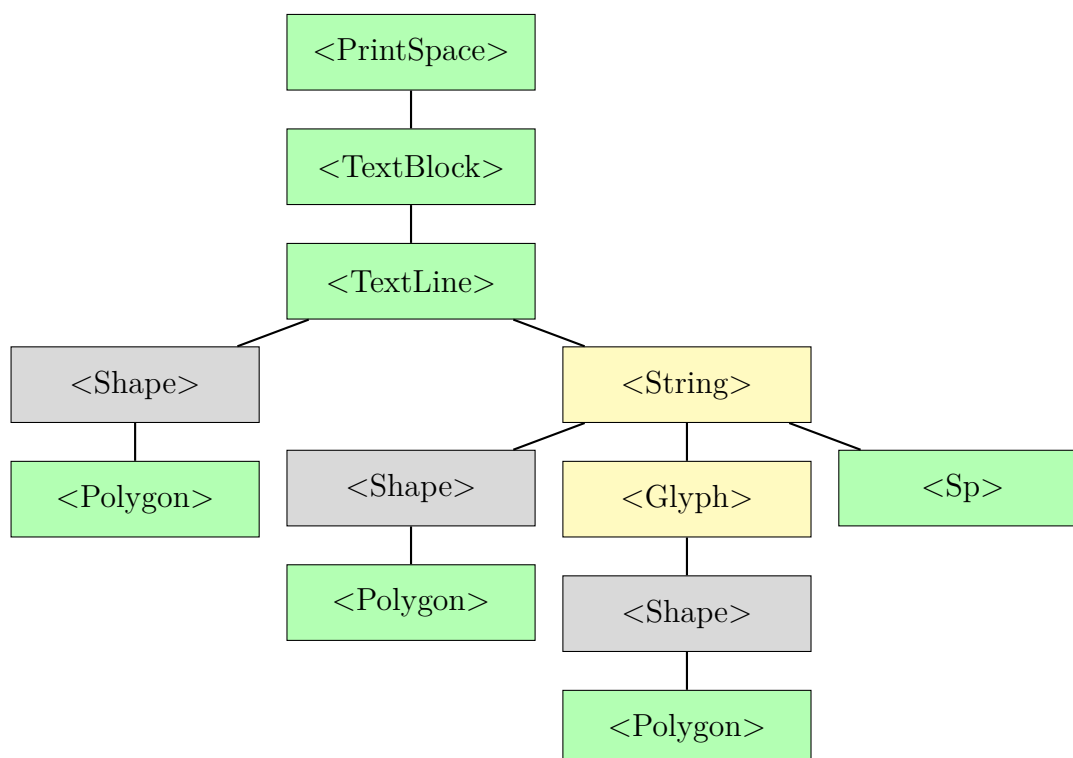 <PrintSpace>
<TextBlock>
<TextLine>
<Shape>
<String>
<Polygon>
<Shape>
<Glyph>
<Sp>
<Polygon>
<Shape>
<Polygon>